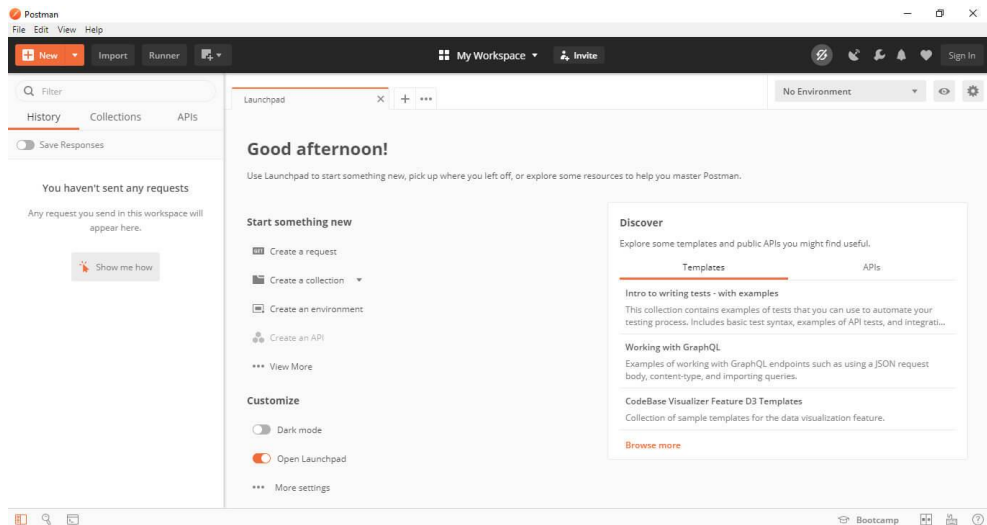 Postman
File Edit View Help
New Import Runner My Workspace Invite Sign In
Filter
History Collections APIs
Save Responses
You haven't sent any requests
Any request you send in this workspace will
appear here.
Show me how
Launchpad
No Environment
Good afternoon!
Use Launchpad to start something new, pick up where you left off, or explore some resources to help you master Postman.
Start something new
GET Create a request
Create a collection
Create an environment
Create an API
View More
Customize
Dark mode
Open Launchpad
More settings
Discover
Explore some templates and public APIs you might find useful.
Templates APIs
Intro to writing tests - with examples
This collection contains examples of tests that you can use to automate your
testing process. Includes basic test syntax, examples of API tests, and integrati...
Working with GraphQL
Examples of working with GraphQL endpoints such as using a JSON request
body, content-type, and importing queries.
CodeBase Visualizer Feature D3 Templates
Collection of sample templates for the data visualization feature.
Browse more
Bootcamp